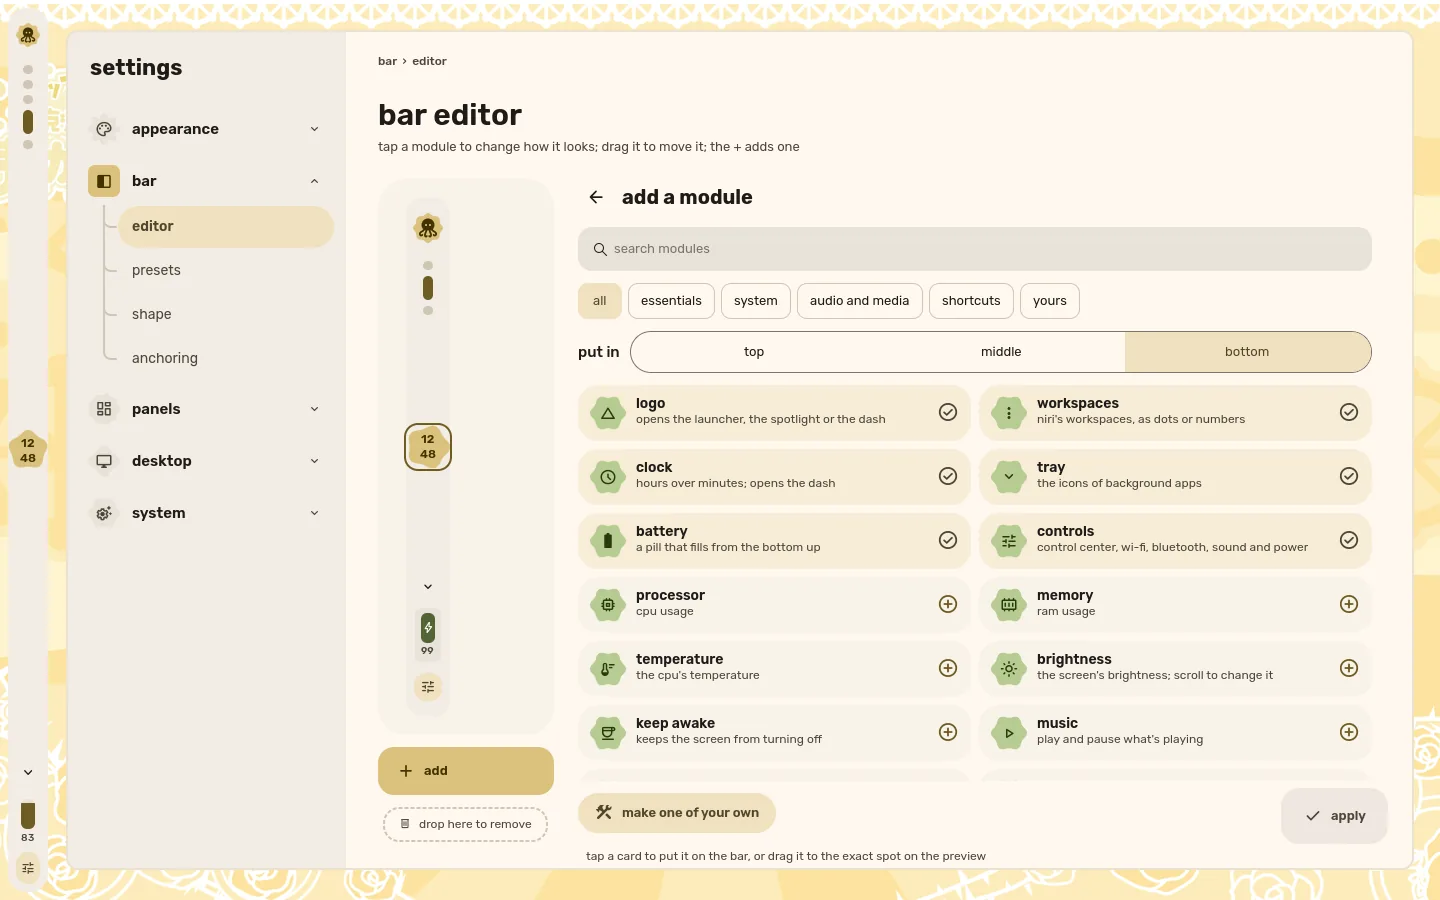 settings
appearance
bar
editor
presets
shape
anchoring
panels
desktop
system
12
48
83
bar › editor
bar editor
tap a module to change how it looks; drag it to move it; the + adds one
12
48
99
+ add
drop here to remove
add a module
search modules
all essentials system audio and media shortcuts yours
put in top middle bottom
logo
opens the launcher, the spotlight or the dash
workspaces
niri's workspaces, as dots or numbers
clock
hours over minutes; opens the dash
tray
the icons of background apps
battery
a pill that fills from the bottom up
controls
control center, wi-fi, bluetooth, sound and power
processor
cpu usage
memory
ram usage
temperature
the cpu's temperature
brightness
the screen's brightness; scroll to change it
keep awake
keeps the screen from turning off
music
play and pause what's playing
make one of your own
apply
tap a card to put it on the bar, or drag it to the exact spot on the preview